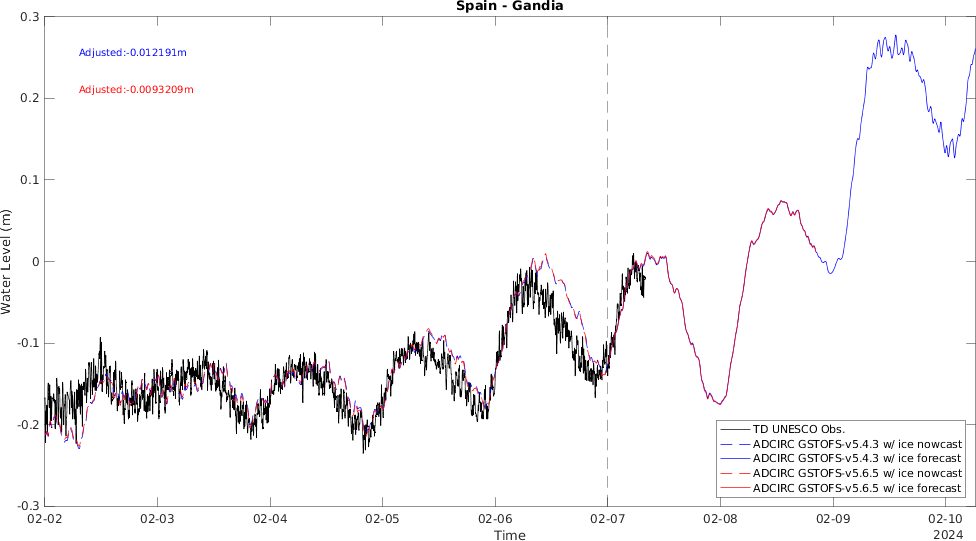 Spain - Gandia
0.3
0.2
0.1
0
-0.1
-0.2
-0.3
Water Level (m)
Adjusted:-0.012191m
Adjusted:-0.0093209m
TD UNESCO Obs.
ADCIRC GSTOFS-v5.4.3 w/ ice nowcast
ADCIRC GSTOFS-v5.4.3 w/ ice forecast
ADCIRC GSTOFS-v5.6.5 w/ ice nowcast
ADCIRC GSTOFS-v5.6.5 w/ ice forecast
02-02 02-03 02-04 02-05 02-06 02-07 02-08 02-09 02-10
Time 2024